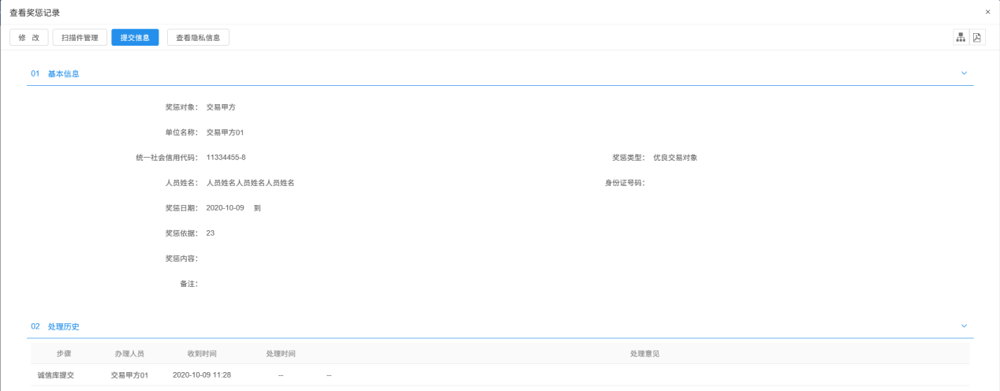 查看奖惩记录 ×
修 改 扫描件管理 提交信息 查看隐私信息
01 基本信息
奖惩对象： 交易甲方
单位名称： 交易甲方01
统一社会信用代码： 11334455-8 奖惩类型： 优良交易对象
人员姓名： 人员姓名人员姓名人员姓名 身份证号码：
奖惩日期： 2020-10-09 到
奖惩依据： 23
奖惩内容：
备注：
02 处理历史
步骤 办理人员 收到时间 处理时间 处理意见
诚信库提交 交易甲方01 2020-10-09 11:28 -- --